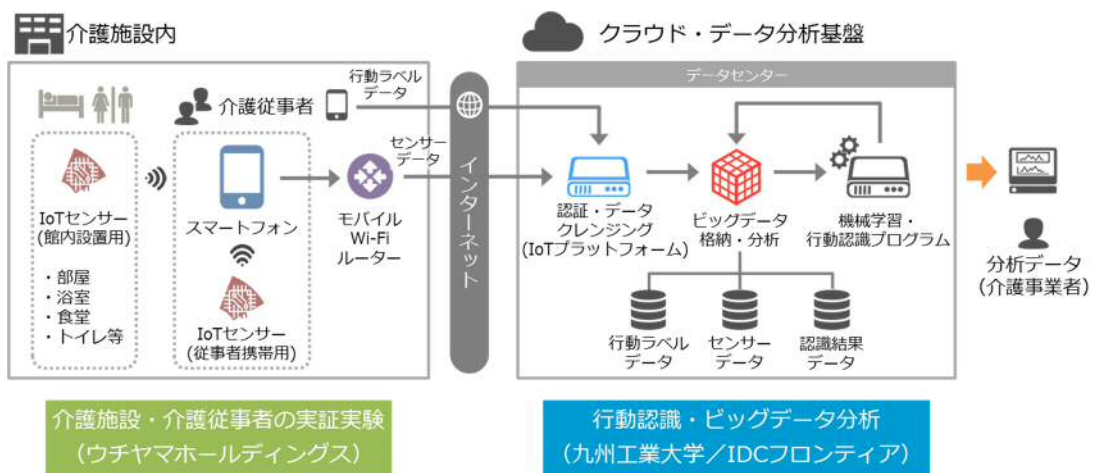 介護施設内
行動ラベル
データ
介護従事者
センサー
データ
IoTセンサー
(館内設置用)
・部屋
・浴室
・食堂
・トイレ等
スマートフォン
IoTセンサー
(従事者携帯用)
モバイル
Wi-Fi
ルーター
インターネット
クラウド・データ分析基盤
データセンター
認証・データ
クレンジング
(IoTプラットフォーム)
ビッグデータ
格納・分析
機械学習・
行動認識プログラム
行動ラベル
データ
センサー
データ
認識結果
データ
分析データ
(介護事業者)
介護施設・介護従事者の実証実験
(ウチヤマホールディングス)
行動認識・ビッグデータ分析
(九州工業大学／IDCフロンティア)